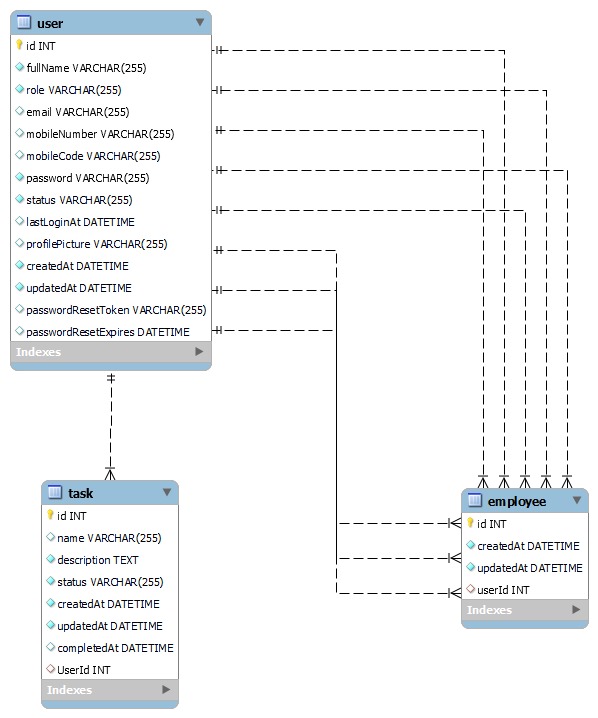 user
id INT
fullName VARCHAR(255)
role VARCHAR(255)
email VARCHAR(255)
mobileNumber VARCHAR(255)
mobileCode VARCHAR(255)
password VARCHAR(255)
status VARCHAR(255)
lastLoginAt DATETIME
profilePicture VARCHAR(255)
createdAt DATETIME
updatedAt DATETIME
passwordResetToken VARCHAR(255)
passwordResetExpires DATETIME
Indexes
task
id INT
name VARCHAR(255)
description TEXT
status VARCHAR(255)
createdAt DATETIME
updatedAt DATETIME
completedAt DATETIME
UserId INT
Indexes
employee
id INT
createdAt DATETIME
updatedAt DATETIME
userId INT
Indexes